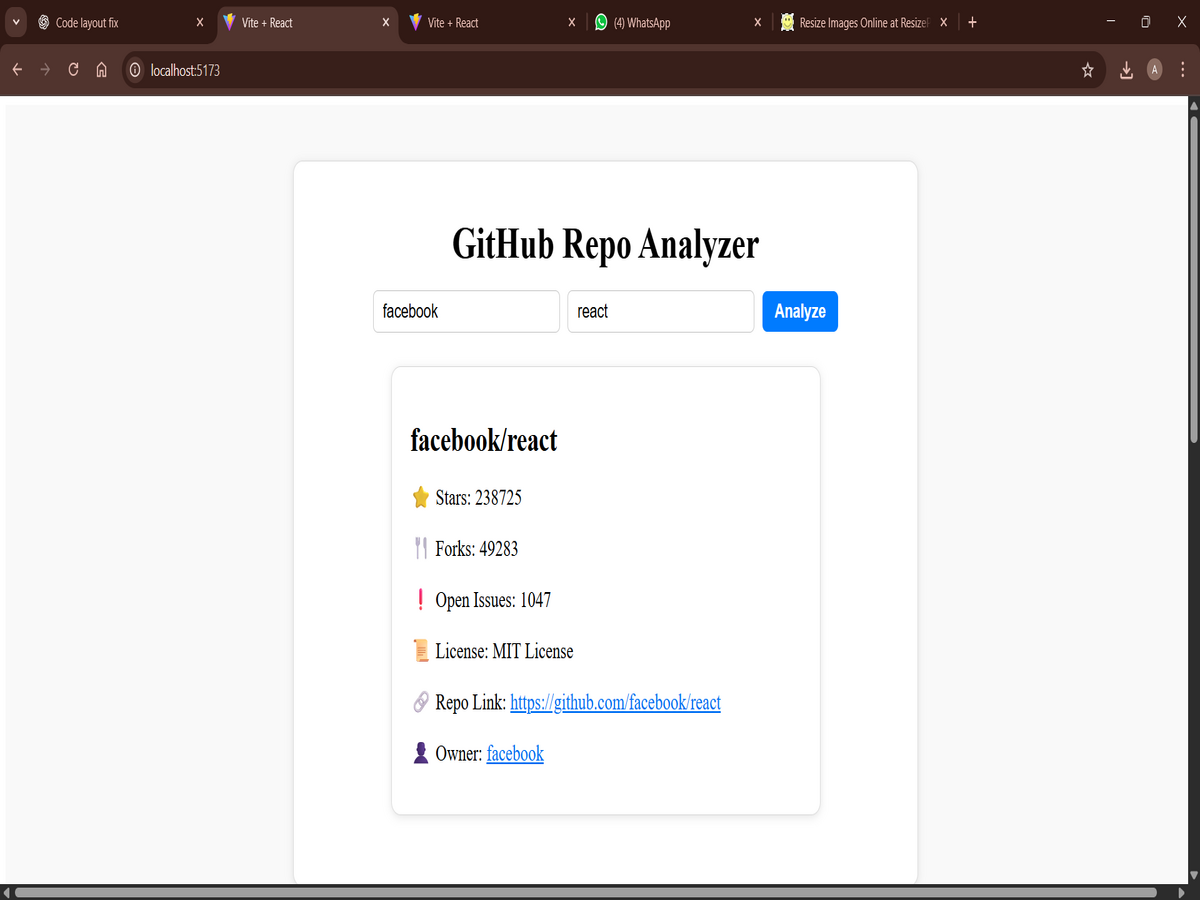 Code layout fix
Vite + React
Vite + React
(4) WhatsApp
Resize Images Online at Resize
localhost:5173
A
GitHub Repo Analyzer
facebook react Analyze
facebook/react
⭐ Stars: 238725
🍴 Forks: 49283
❗ Open Issues: 1047
📜 License: MIT License
🔗 Repo Link: https://github.com/facebook/react
👤 Owner: facebook